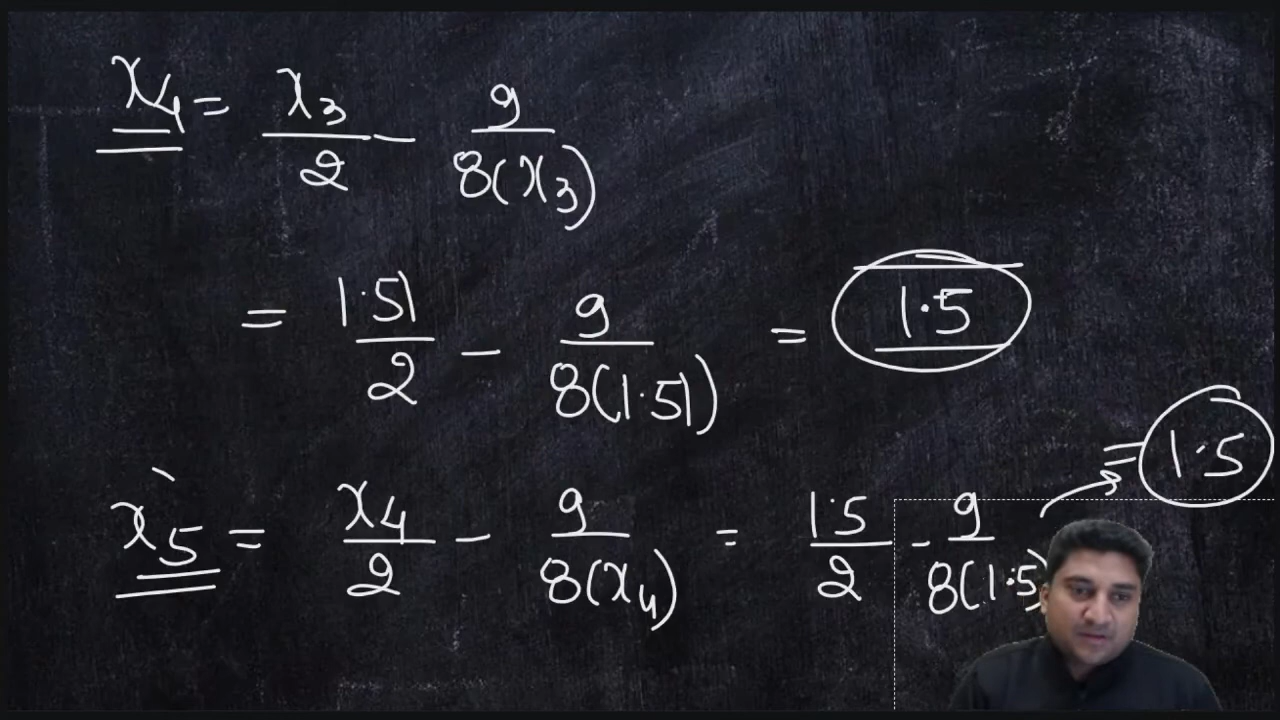 x₄ = x₃/2 - 9/8(x₃)
= 1.51/2 - 9/8(1.51) = 1.5
x₅ = x₄/2 - 9/8(x₄) = 1.5/2 - 9/8(1.5) = 1.5